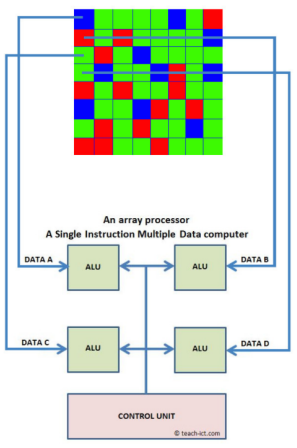 An array processor
A Single Instruction Multiple Data computer
DATA A
ALU
ALU
DATA B
DATA C
ALU
ALU
DATA D
CONTROL UNIT
© teach-ict.com